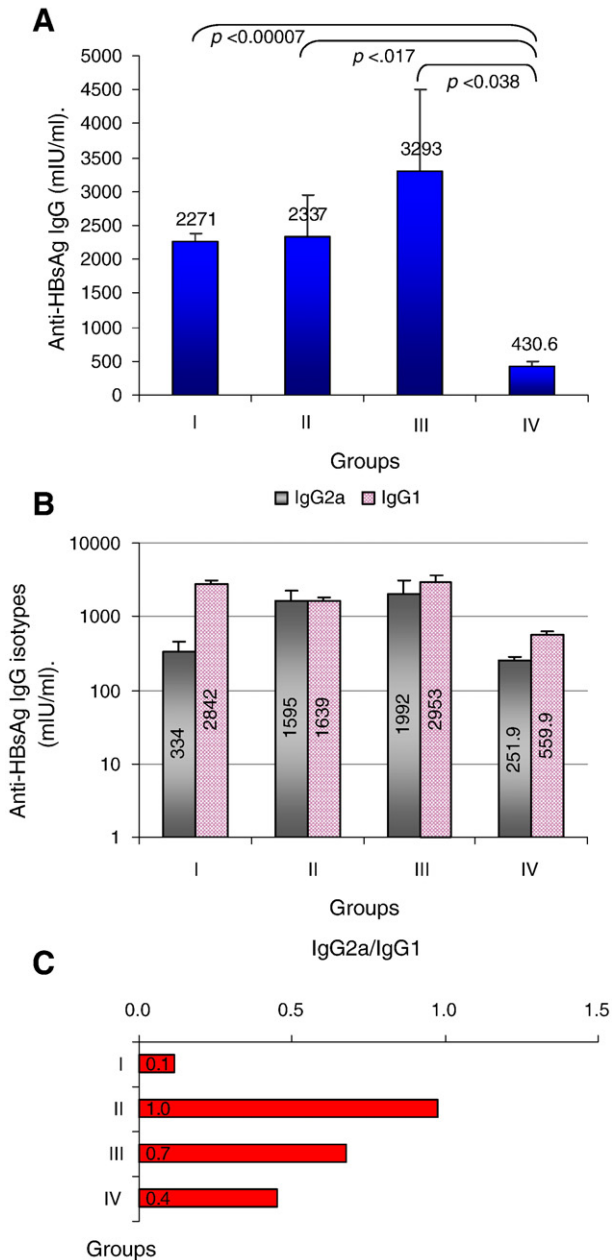 A
p <0.00007
p <.017
p <0.038
Anti-HBsAg IgG (mIU/ml).
5000
4500
4000
3500
3000
2500
2000
1500
1000
500
0
2271
2337
3293
430.6
I II III IV
Groups
B
IgG2a IgG1
Anti-HBsAg IgG isotypes
(mIU/ml).
10000
1000
100
10
1
334 2842 1595 1639 1992 2953 251.9 559.9
I II III IV
Groups
C
IgG2a/IgG1
0.0 0.5 1.0 1.5
I 0.1
II 1.0
III 0.7
IV 0.4
Groups